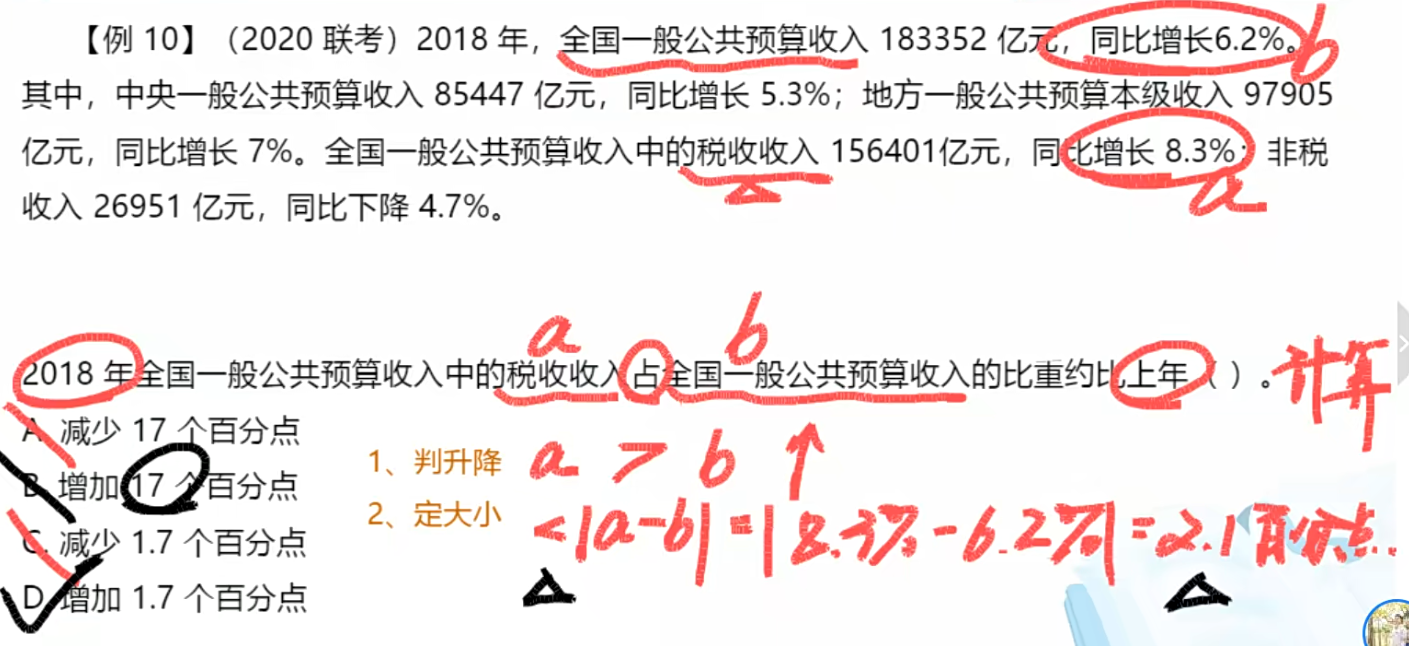 【例 10】（2020 联考）2018 年，全国一般公共预算收入 183352 亿元，同比增长6.2%。
b
其中，中央一般公共预算收入 85447 亿元，同比增长 5.3%；地方一般公共预算本级收入 97905
亿元，同比增长 7%。全国一般公共预算收入中的税收收入 156401亿元，同比增长 8.3%；非税
a
收入 26951 亿元，同比下降 4.7%。
a b
2018 年全国一般公共预算收入中的税收收入占全国一般公共预算收入的比重约比上年（ ）。
计算
A. 减少 17 个百分点
B. 增加 17 个百分点
C. 减少 1.7 个百分点
D. 增加 1.7 个百分点
1、判升降 a > b ↑
2、定大小 <|a-b|=|8.3%-6.2%|=2.1百分点.